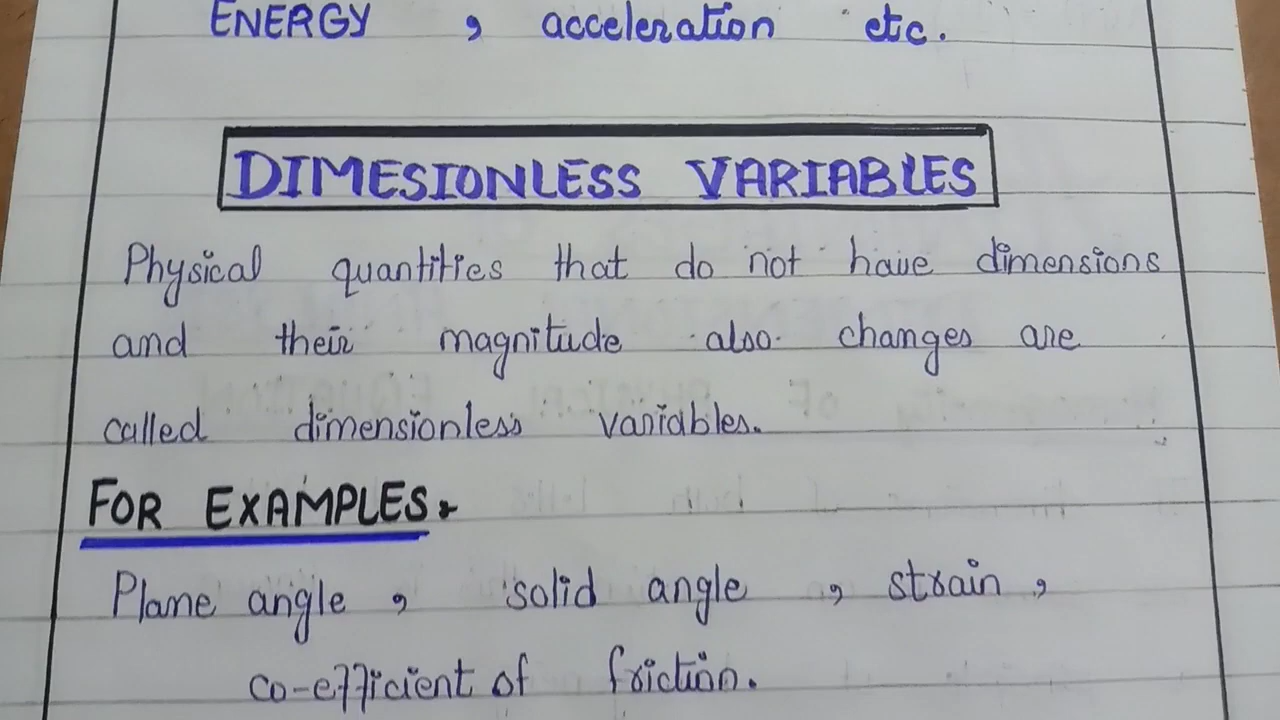 ENERGY , acceleration etc.
DIMESIONLESS VARIABLES
Physical quantities that do not have dimensions
and their magnitude also changes are
called dimensionless variables.
FOR EXAMPLES:
Plane angle , solid angle , strain ,
co-efficient of friction.